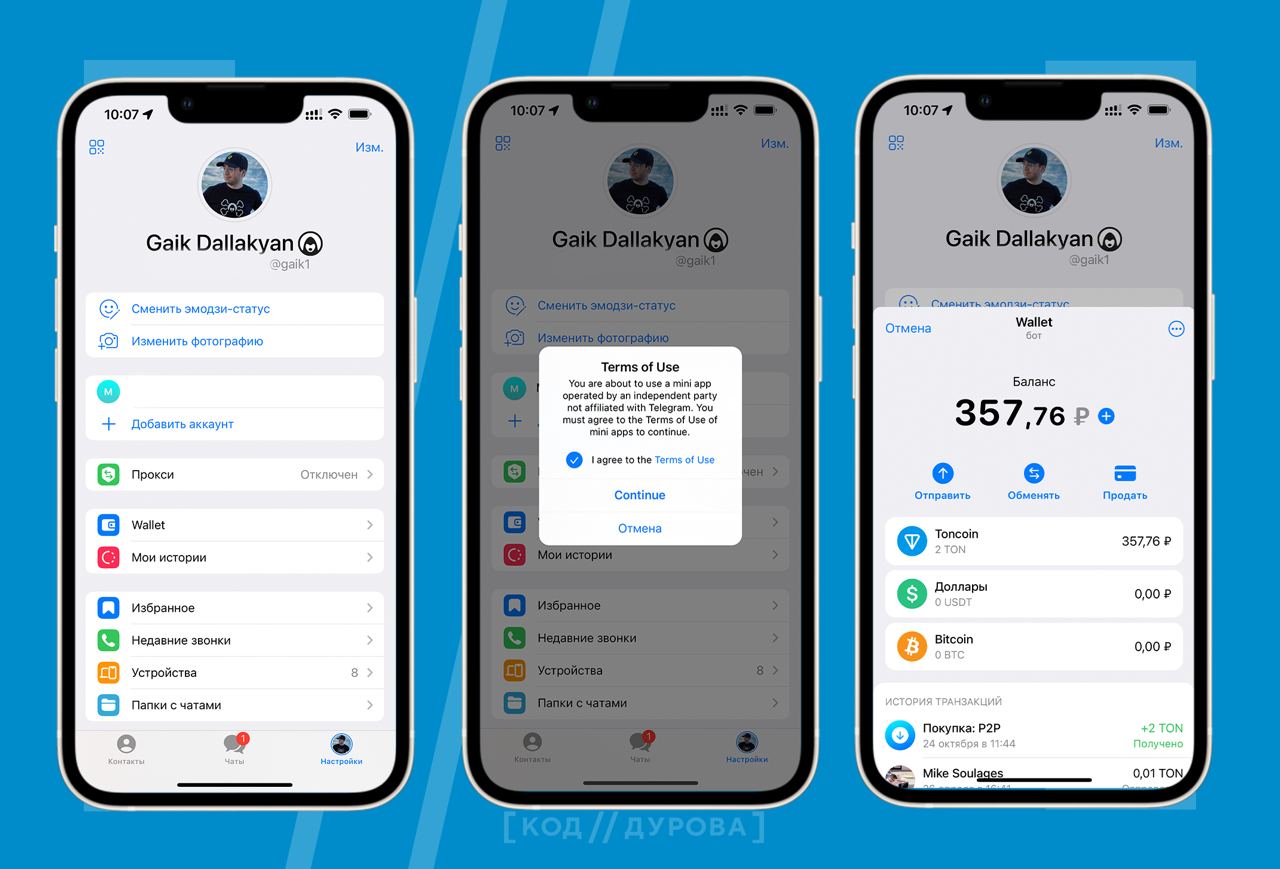 10:07
Изм.
Gaik Dallakyan
@gaik1
Сменить эмодзи-статус
Изменить фотографию
М
Добавить аккаунт
Прокси Отключен
Wallet
Мои истории
Избранное
Недавние звонки
Устройства 8
Папки с чатами
1
Контакты Чаты Настройки
10:07
Изм.
Gaik Dallakyan
@gaik1
Сменить эмодзи-статус
Изменить фотографию
М
Terms of Use
You are about to use a mini app
operated by an independent party
not affiliated with Telegram. You
must agree to the Terms of Use of
mini apps to continue.
I agree to the Terms of Use
Continue
Отмена
Мои истории
Избранное
Недавние звонки
Устройства 8
Папки с чатами
1
Контакты Чаты Настройки
10:07
Изм.
Gaik Dallakyan
@gaik1
Сменить эмодзи-статус
Отмена Wallet
бот
Баланс
357,76 ₽
Отправить Обменять Продать
Toncoin 357,76 ₽
2 TON
Доллары 0,00 ₽
0 USDT
Bitcoin 0,00 ₽
0 BTC
ИСТОРИЯ ТРАНЗАКЦИЙ
Покупка: P2P +2 TON
24 октября в 11:44 Получено
Mike Soulages 0,01 TON
[КОД//ДУРОВА]